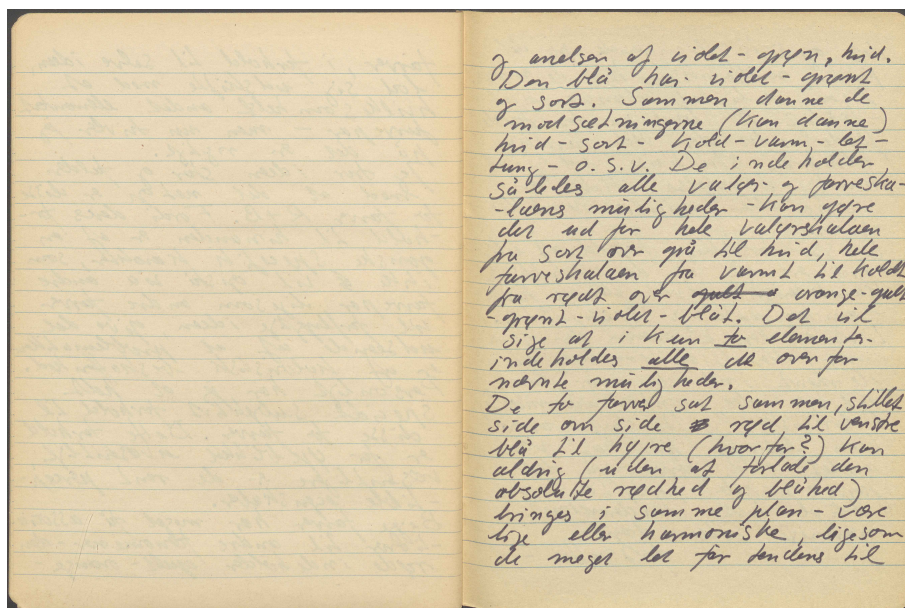 og anelsen af violet-grøn, hvid.
Den blå har violet-grønt
og sort. Sammen danne de
modsætningerne (kan danne)
hvid-sort-kold-varm-let-
tung-o.s.v. De indeholder
således alle valør- og farveska-
-laens muligheder-kan gøre
det ud for hele valørskalaen
fra sort over grå til hvid, hele
farveskalaen fra varmt til koldt
fra rødt over gult orange-gult
-grønt-violet-blåt. Det vil
sige at i kun to elementer
indeholdes alle de oven for
nævnte muligheder.
De to farver sat sammen, stillet
side om side rød til venstre
blå til højre (hvorfor?) kan
aldrig (uden at forlade den
absolutte rødhed og blåhed)
bringes i samme plan-være
lige eller harmoniske, ligesom
de meget let får tendens til